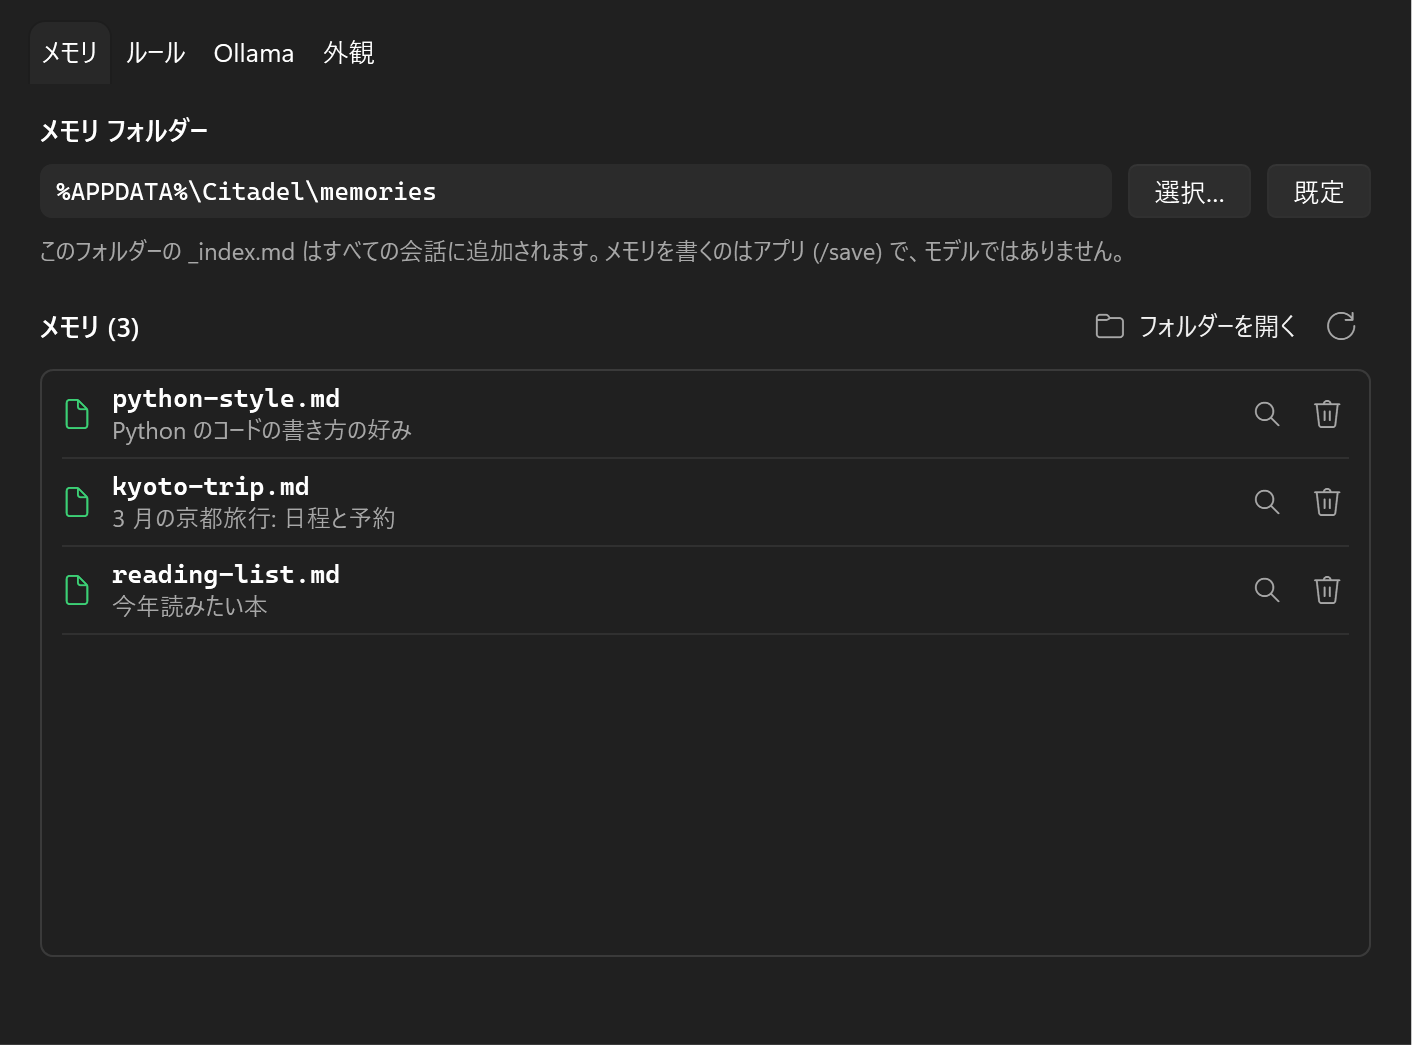 メモリ ルール Ollama 外観
メモリ フォルダー
%APPDATA%\Citadel\memories 選択... 既定
このフォルダーの _index.md はすべての会話に追加されます。メモリを書くのはアプリ (/save) で、モデルではありません。
メモリ (3) フォルダーを開く
python-style.md
Python のコードの書き方の好み
kyoto-trip.md
3 月の京都旅行: 日程と予約
reading-list.md
今年読みたい本